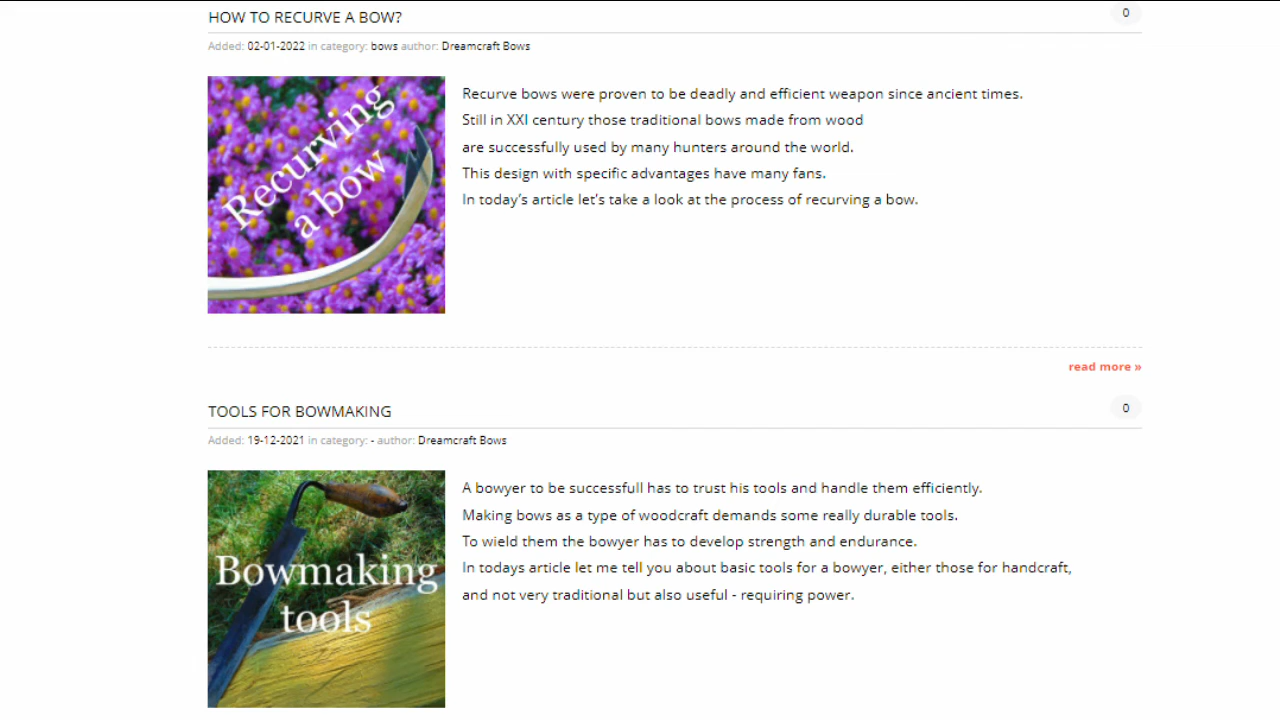 HOW TO RECURVE A BOW?
0
Added: 02-01-2022 in category: bows author: Dreamcraft Bows
Recurving
a bow
Recurve bows were proven to be deadly and efficient weapon since ancient times.
Still in XXI century those traditional bows made from wood
are successfully used by many hunters around the world.
This design with specific advantages have many fans.
In today's article let's take a look at the process of recurving a bow.
read more »
TOOLS FOR BOWMAKING
0
Added: 19-12-2021 in category: - author: Dreamcraft Bows
Bowmaking
tools
A bowyer to be successfull has to trust his tools and handle them efficiently.
Making bows as a type of woodcraft demands some really durable tools.
To wield them the bowyer has to develop strength and endurance.
In todays article let me tell you about basic tools for a bowyer, either those for handcraft,
and not very traditional but also useful - requiring power.